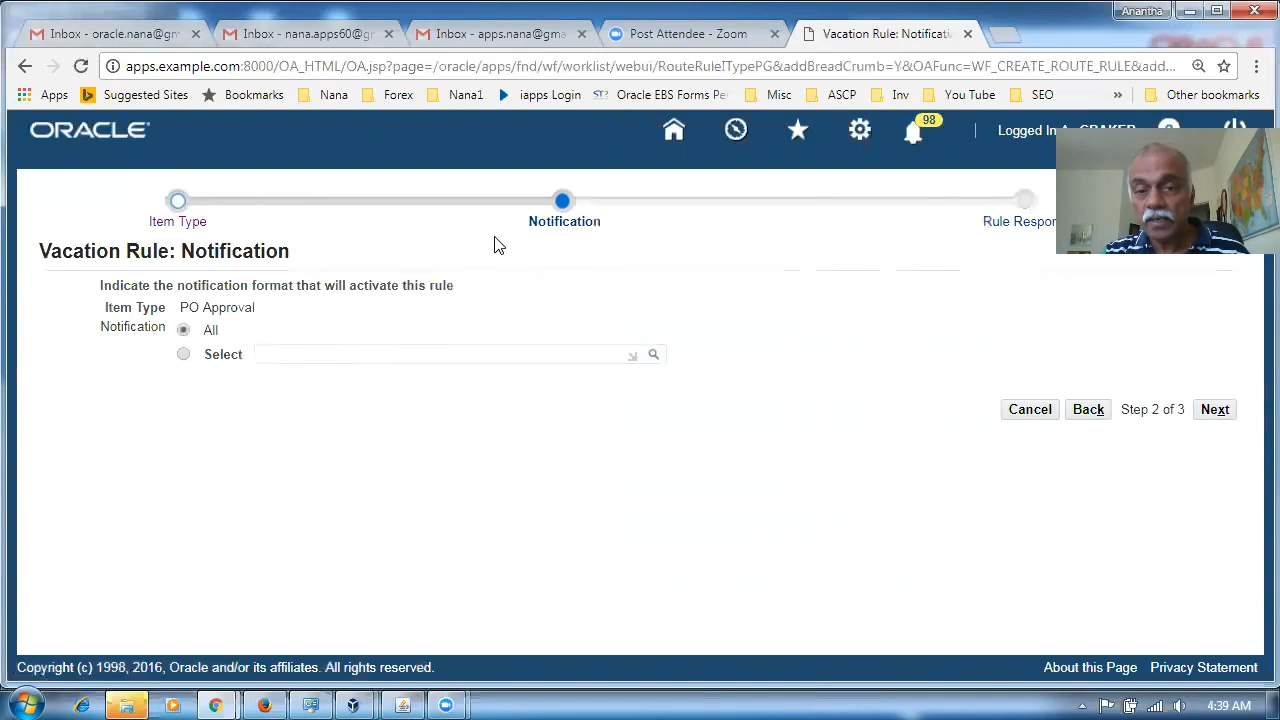 Anantha
Inbox - oracle.nana@gm
Inbox - nana.apps60@gr
Inbox - apps.nana@gma
Post Attendee - Zoom
Vacation Rule: Notificati
apps.example.com:8000/OA_HTML/OA.jsp?page=/oracle/apps/fnd/wf/worklist/webui/RouteRuleITypePG&addBreadCrumb=Y&OAFunc=WF_CREATE_ROUTE_RULE&add...
Apps
Suggested Sites
Bookmarks
Nana
Forex
Nana1
iapps Login
Oracle EBS Forms Pe
Misc
ASCP
Inv
You Tube
SEO
»
Other bookmarks
ORACLE
98
Logged In
Item Type
Notification
Rule Respon
Vacation Rule: Notification
Indicate the notification format that will activate this rule
Item Type PO Approval
Notification All
Select
Cancel Back Step 2 of 3 Next
Copyright (c) 1998, 2016, Oracle and/or its affiliates. All rights reserved.
About this Page Privacy Statement
4:39 AM